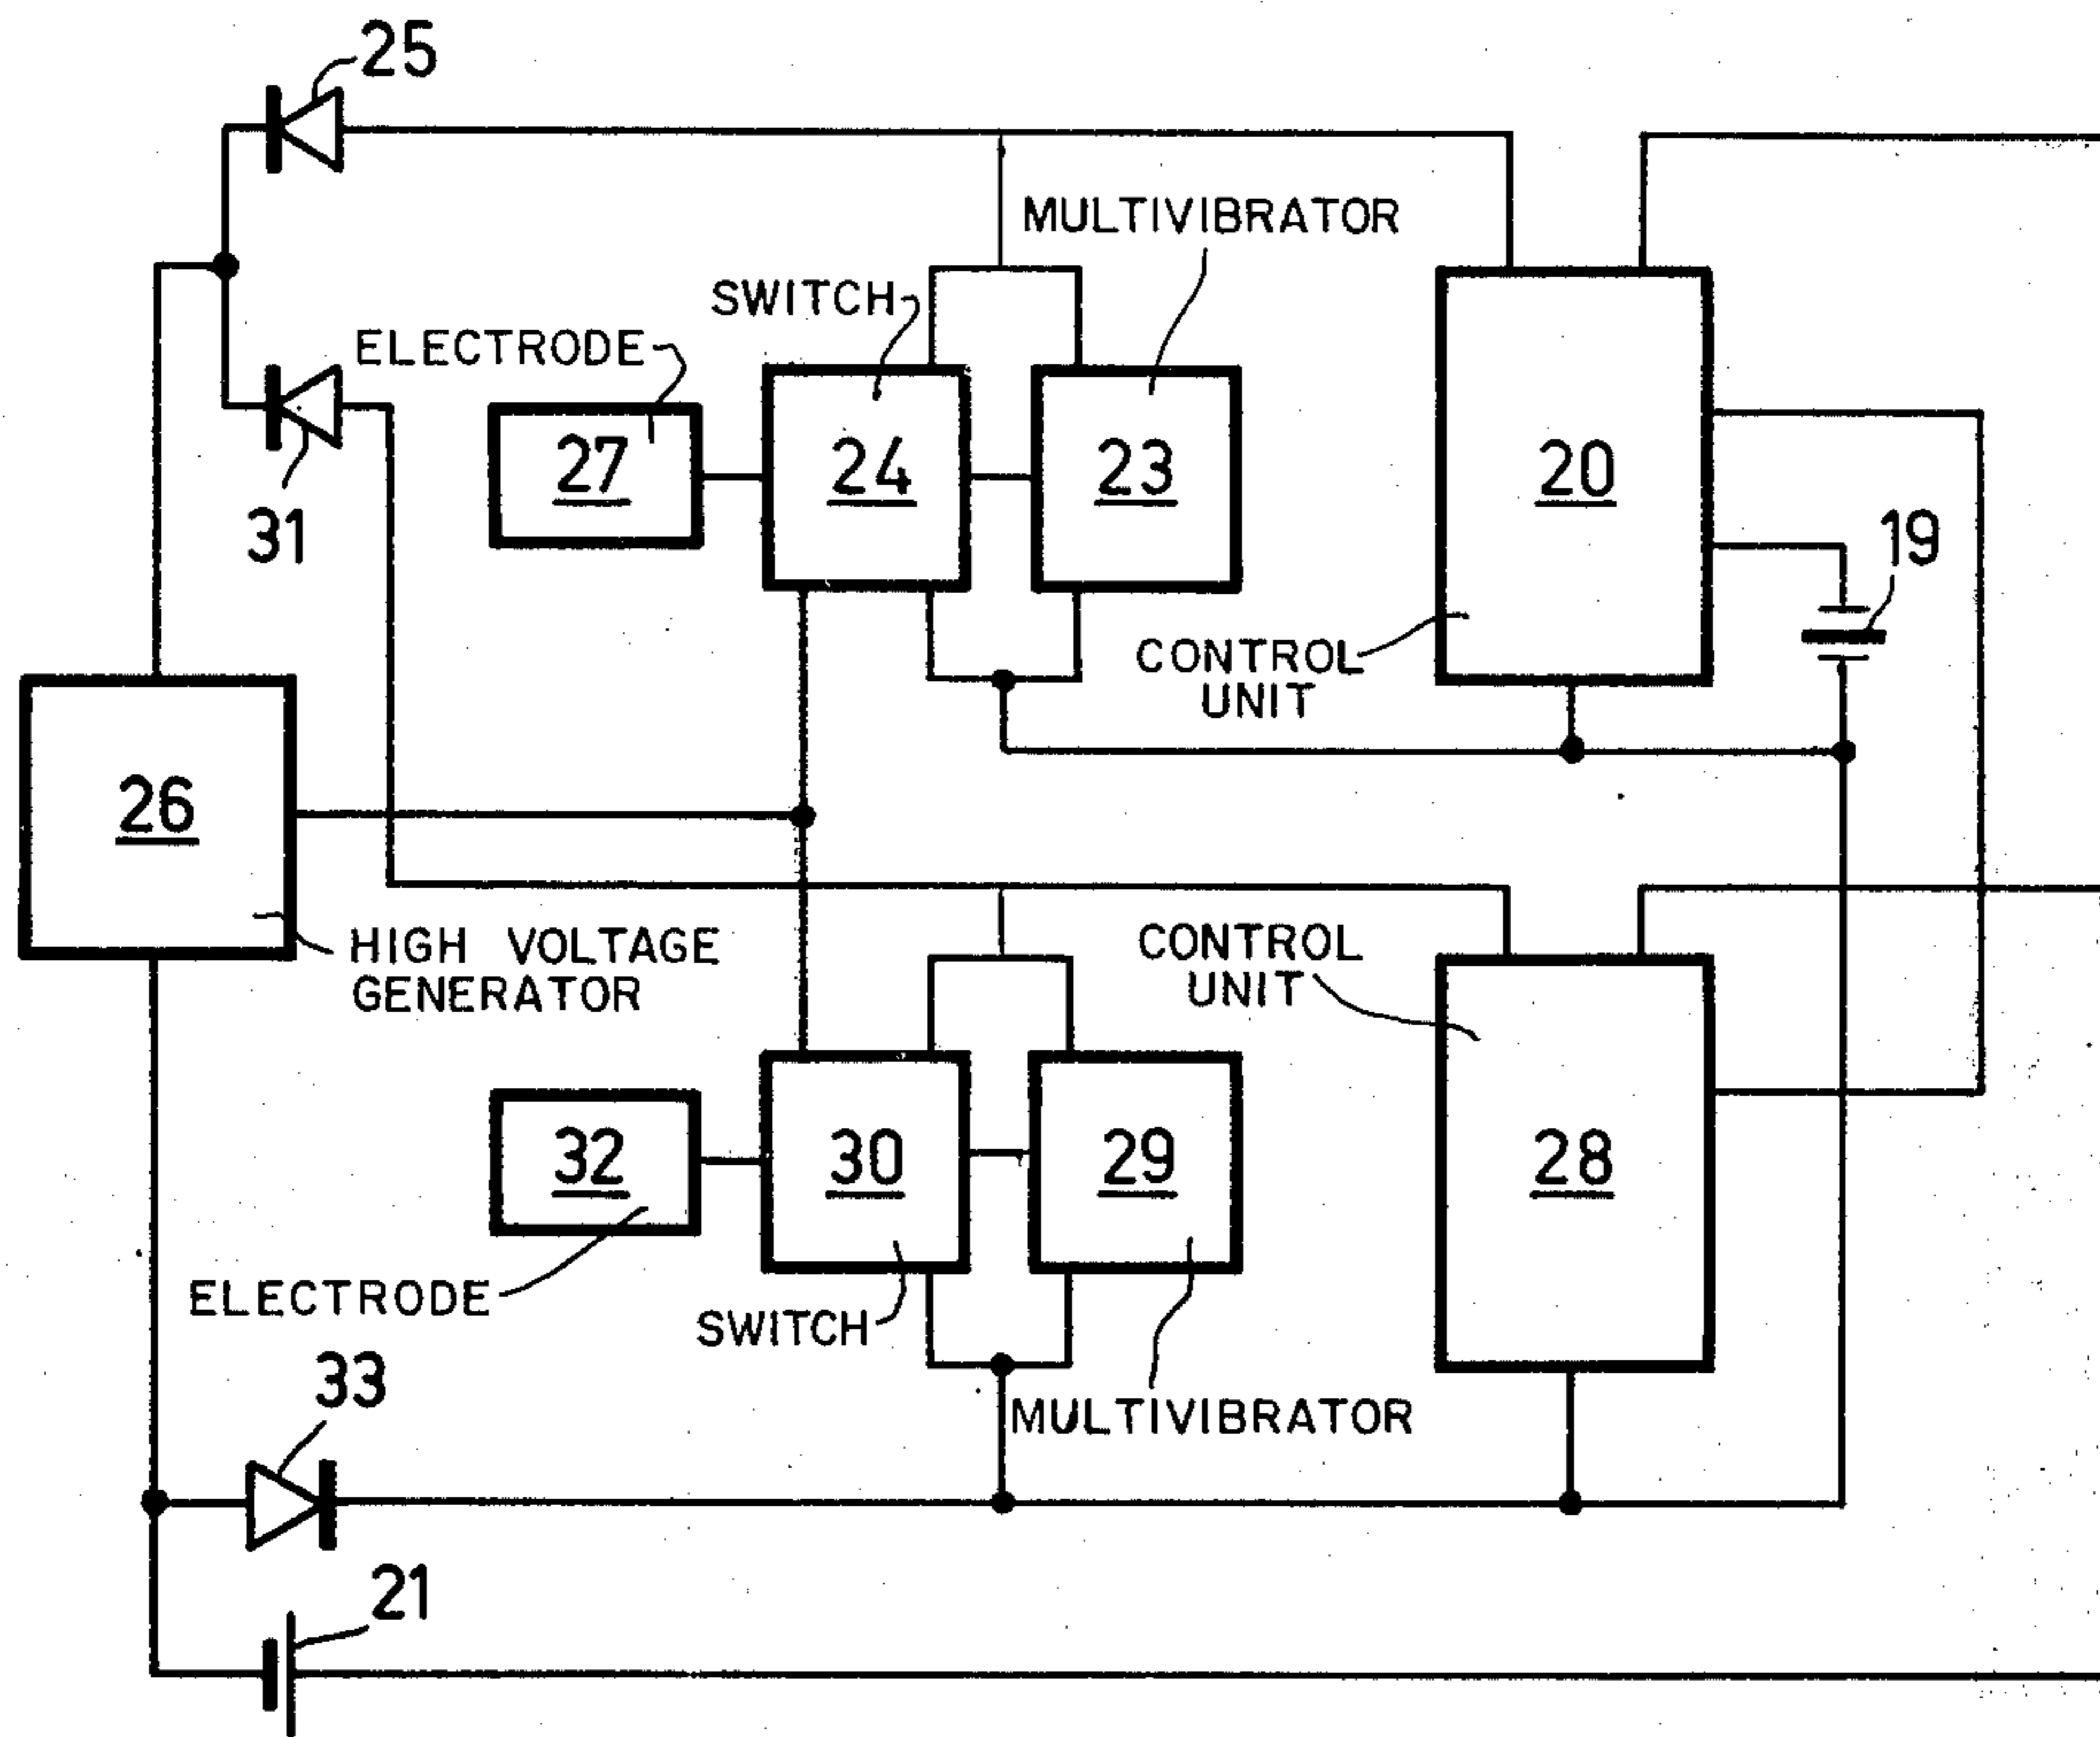 25
MULTIVIBRATOR
SWITCH
ELECTRODE
27
24
23
20
31
19
CONTROL
UNIT
26
HIGH VOLTAGE
GENERATOR
CONTROL
UNIT
32
30
29
28
ELECTRODE
SWITCH
33
MULTIVIBRATOR
21